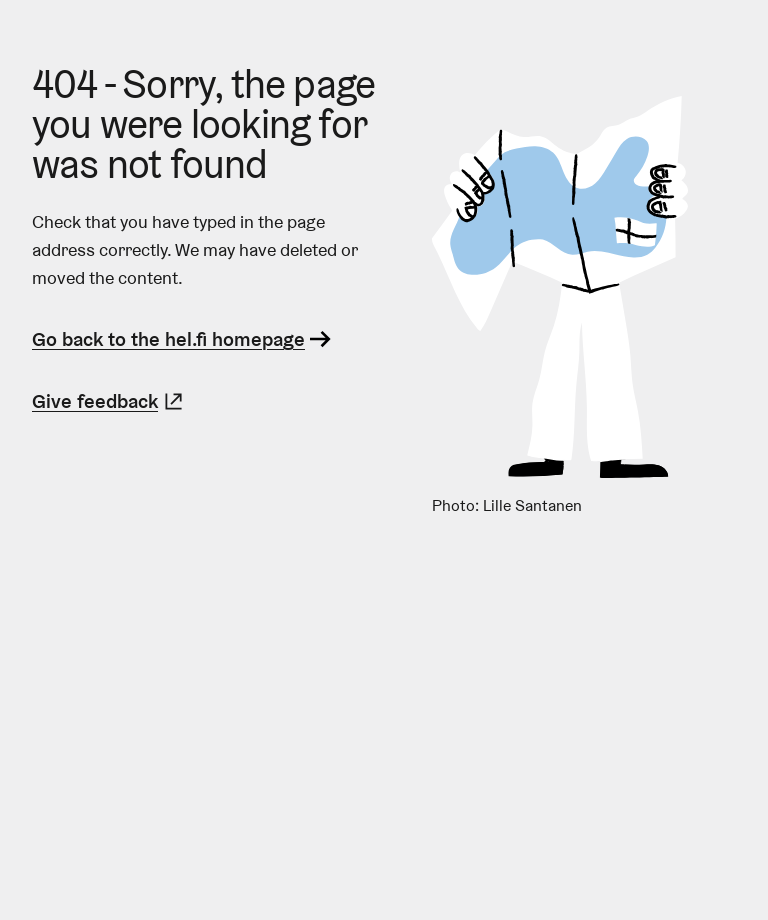 404 - Sorry, the page
you were looking for
was not found
Check that you have typed in the page
address correctly. We may have deleted or
moved the content.
Go back to the hel.fi homepage
Give feedback
Photo: Lille Santanen